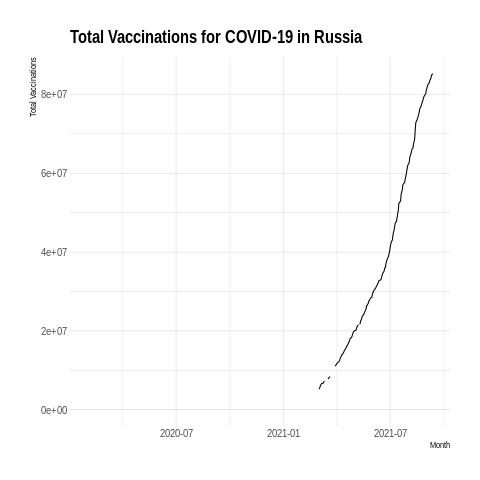 Total Vaccinations for COVID-19 in Russia
Total Vaccinations
8e+07
6e+07
4e+07
2e+07
0e+00
2020-07
2021-01
2021-07
Month